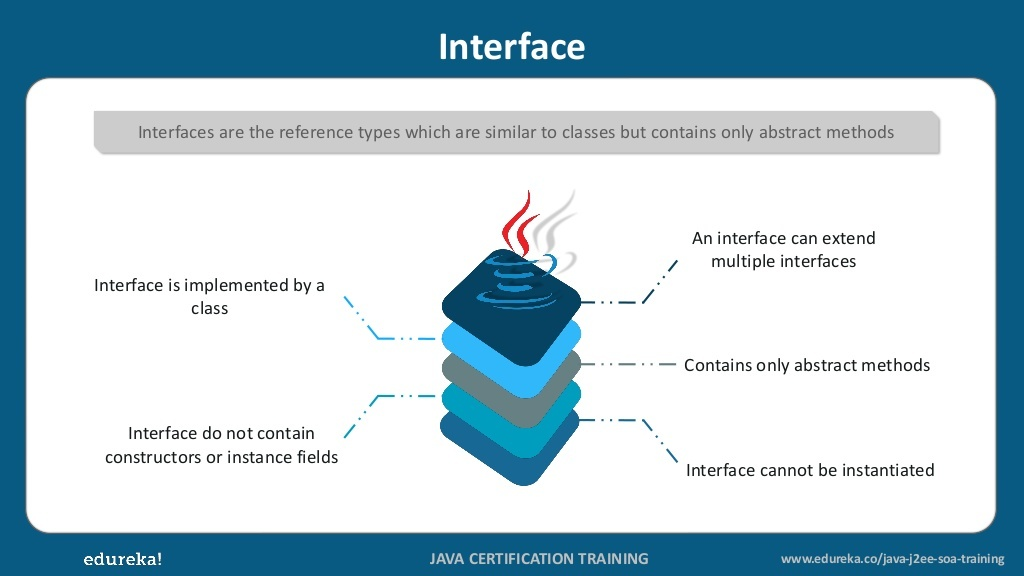 Interface
Interfaces are the reference types which are similar to classes but contains only abstract methods
An interface can extend
multiple interfaces
Interface is implemented by a
class
Contains only abstract methods
Interface do not contain
constructors or instance fields
Interface cannot be instantiated
edureka!
JAVA CERTIFICATION TRAINING
www.edureka.co/java-j2ee-soa-training